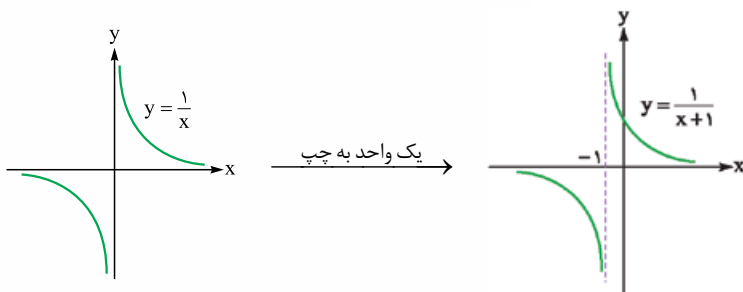 y
y = ۱/x
x
یک واحد به چپ
y
y = ۱/(x+۱)
−۱
x